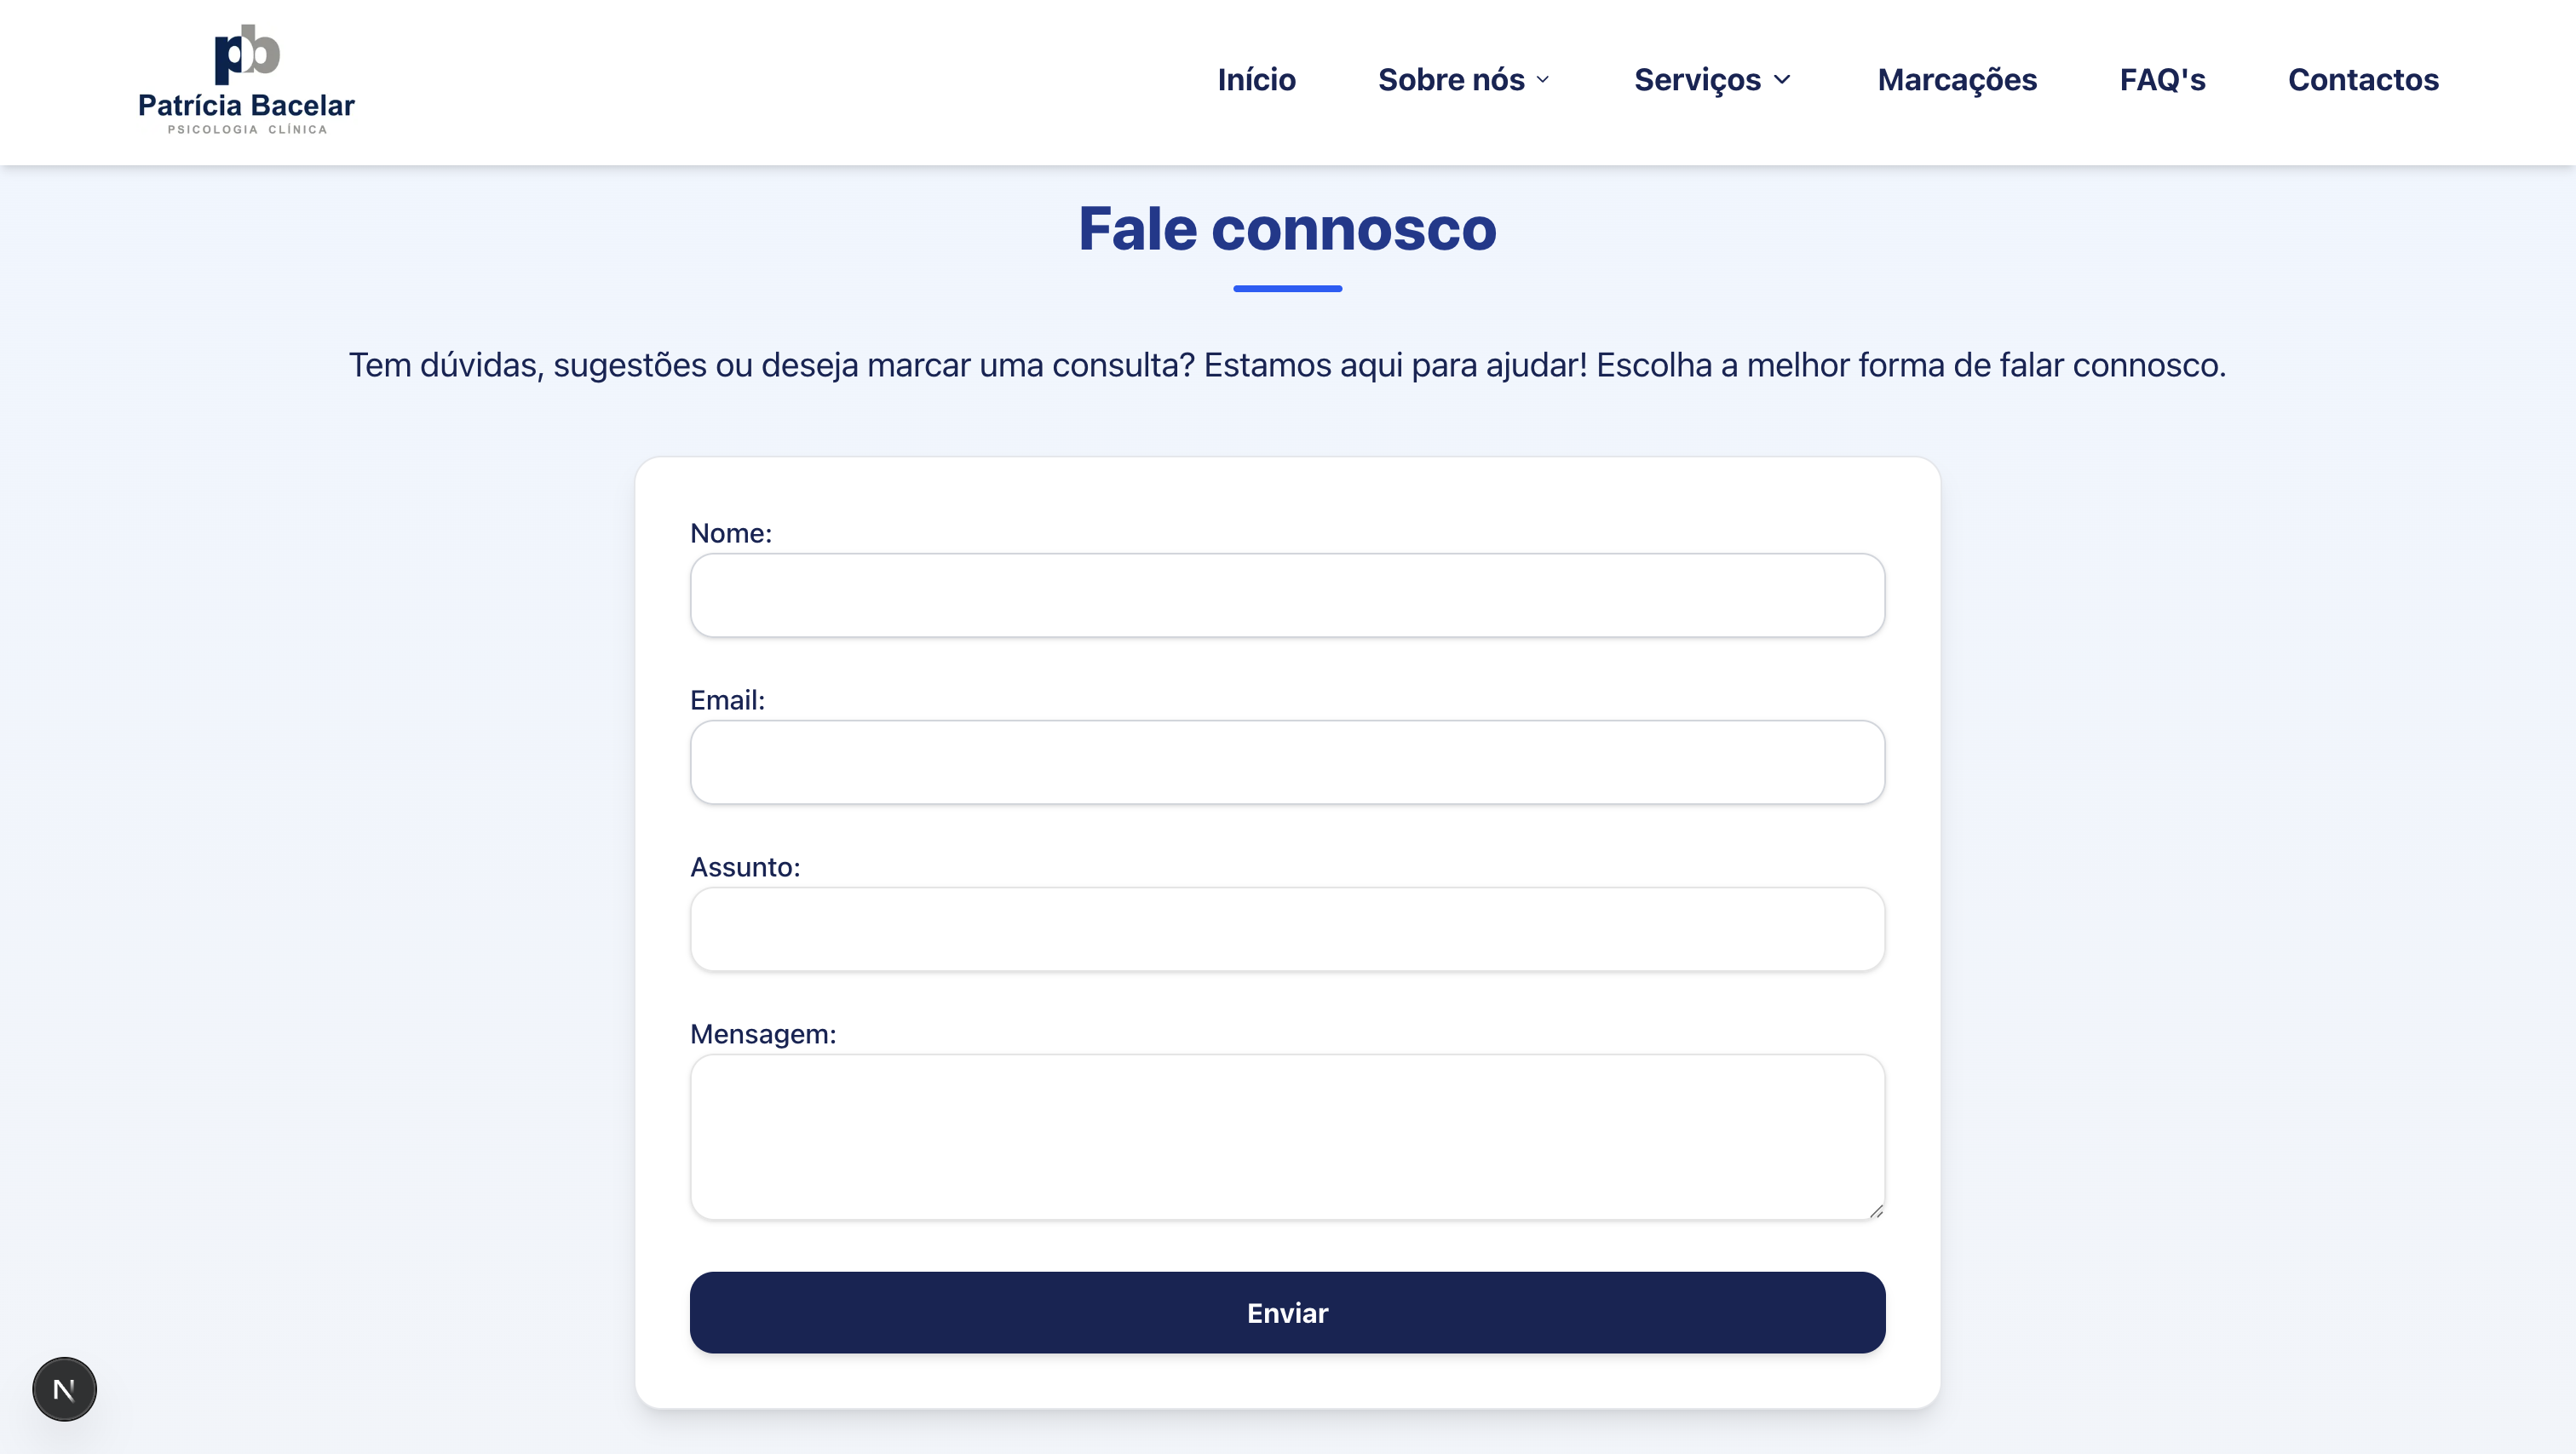 pb
Patrícia Bacelar
PSICOLOGIA CLÍNICA
Início Sobre nós Serviços Marcações FAQ's Contactos
Fale connosco
Tem dúvidas, sugestões ou deseja marcar uma consulta? Estamos aqui para ajudar! Escolha a melhor forma de falar connosco.
Nome:
Email:
Assunto:
Mensagem:
Enviar
N